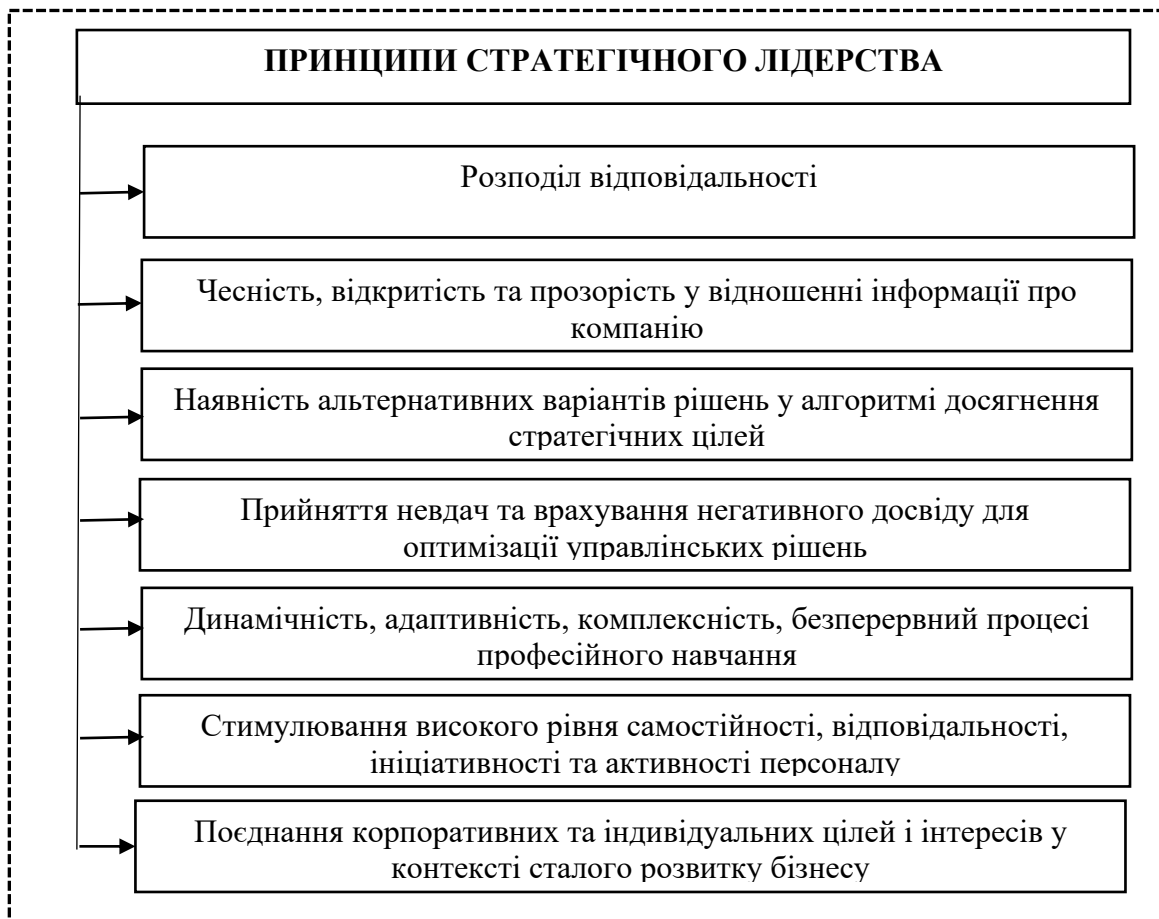 ПРИНЦИПИ СТРАТЕГІЧНОГО ЛІДЕРСТВА
Розподіл відповідальності
Чесність, відкритість та прозорість у відношенні інформації про
компанію
Наявність альтернативних варіантів рішень у алгоритмі досягнення
стратегічних цілей
Прийняття невдач та врахування негативного досвіду для
оптимізації управлінських рішень
Динамічність, адаптивність, комплексність, безперервний процесі
професійного навчання
Стимулювання високого рівня самостійності, відповідальності,
ініціативності та активності персоналу
Поєднання корпоративних та індивідуальних цілей і інтересів у
контексті сталого розвитку бізнесу